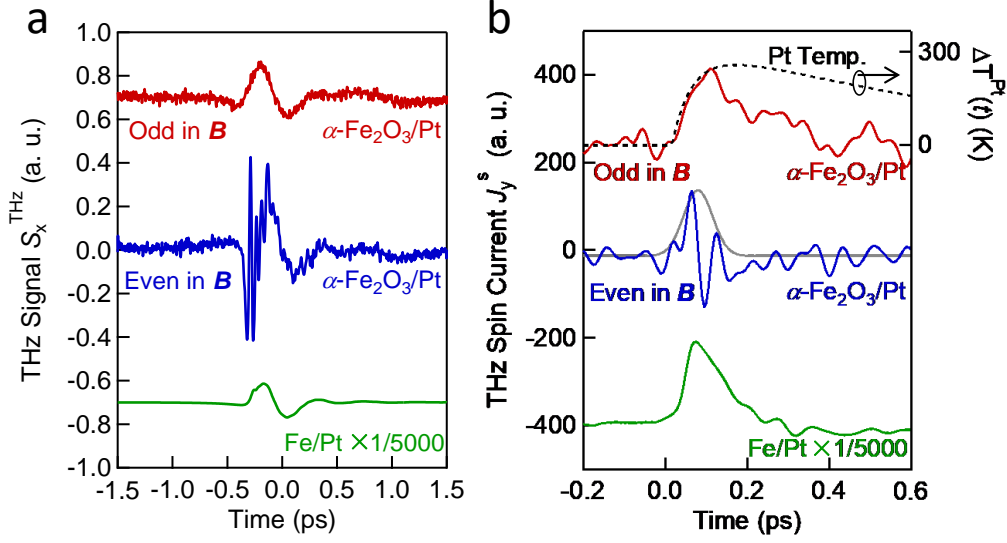 a
THz Signal S_x^THz (a. u.)
1.0
0.8
0.6
0.4
0.2
0.0
-0.2
-0.4
-0.6
-0.8
-1.0
Odd in B
α-Fe₂O₃/Pt
Even in B
α-Fe₂O₃/Pt
Fe/Pt ×1/5000
-1.5
-1.0
-0.5
0.0
0.5
1.0
1.5
Time (ps)
b
THz Spin Current J_y^s (a. u.)
400
200
0
-200
-400
Pt Temp.
300
0
ΔT^Pt(t) (K)
Odd in B
α-Fe₂O₃/Pt
Even in B
α-Fe₂O₃/Pt
Fe/Pt ×1/5000
-0.2
0.0
0.2
0.4
0.6
Time (ps)